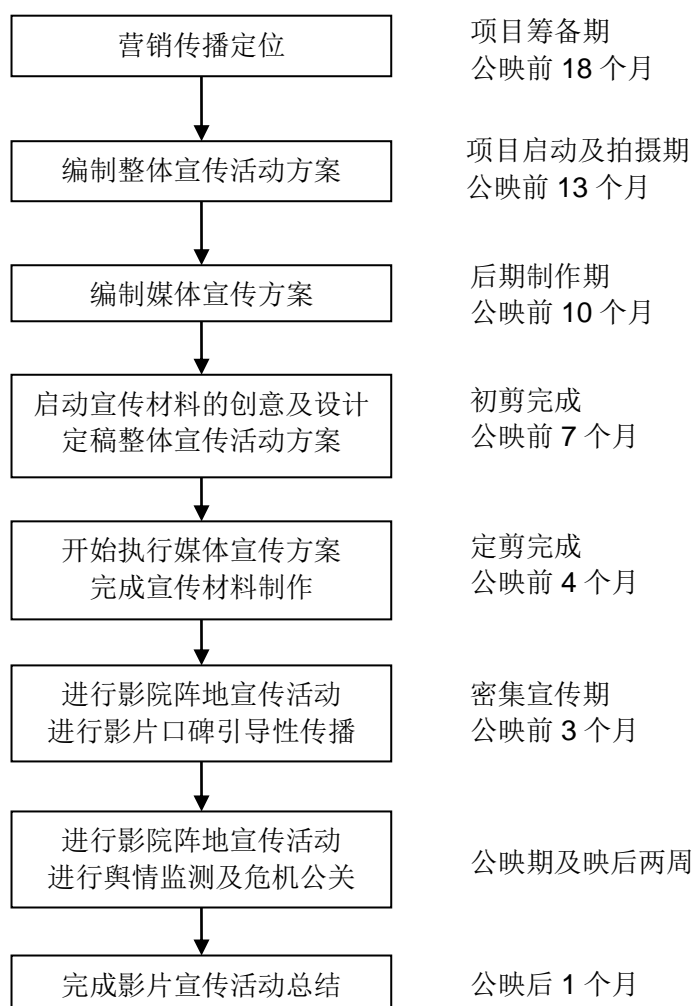 营销传播定位
项目筹备期
公映前 18 个月
编制整体宣传活动方案
项目启动及拍摄期
公映前 13 个月
编制媒体宣传方案
后期制作期
公映前 10 个月
启动宣传材料的创意及设计
定稿整体宣传活动方案
初剪完成
公映前 7 个月
开始执行媒体宣传方案
完成宣传材料制作
定剪完成
公映前 4 个月
进行影院阵地宣传活动
进行影片口碑引导性传播
密集宣传期
公映前 3 个月
进行影院阵地宣传活动
进行舆情监测及危机公关
公映期及映后两周
完成影片宣传活动总结
公映后 1 个月